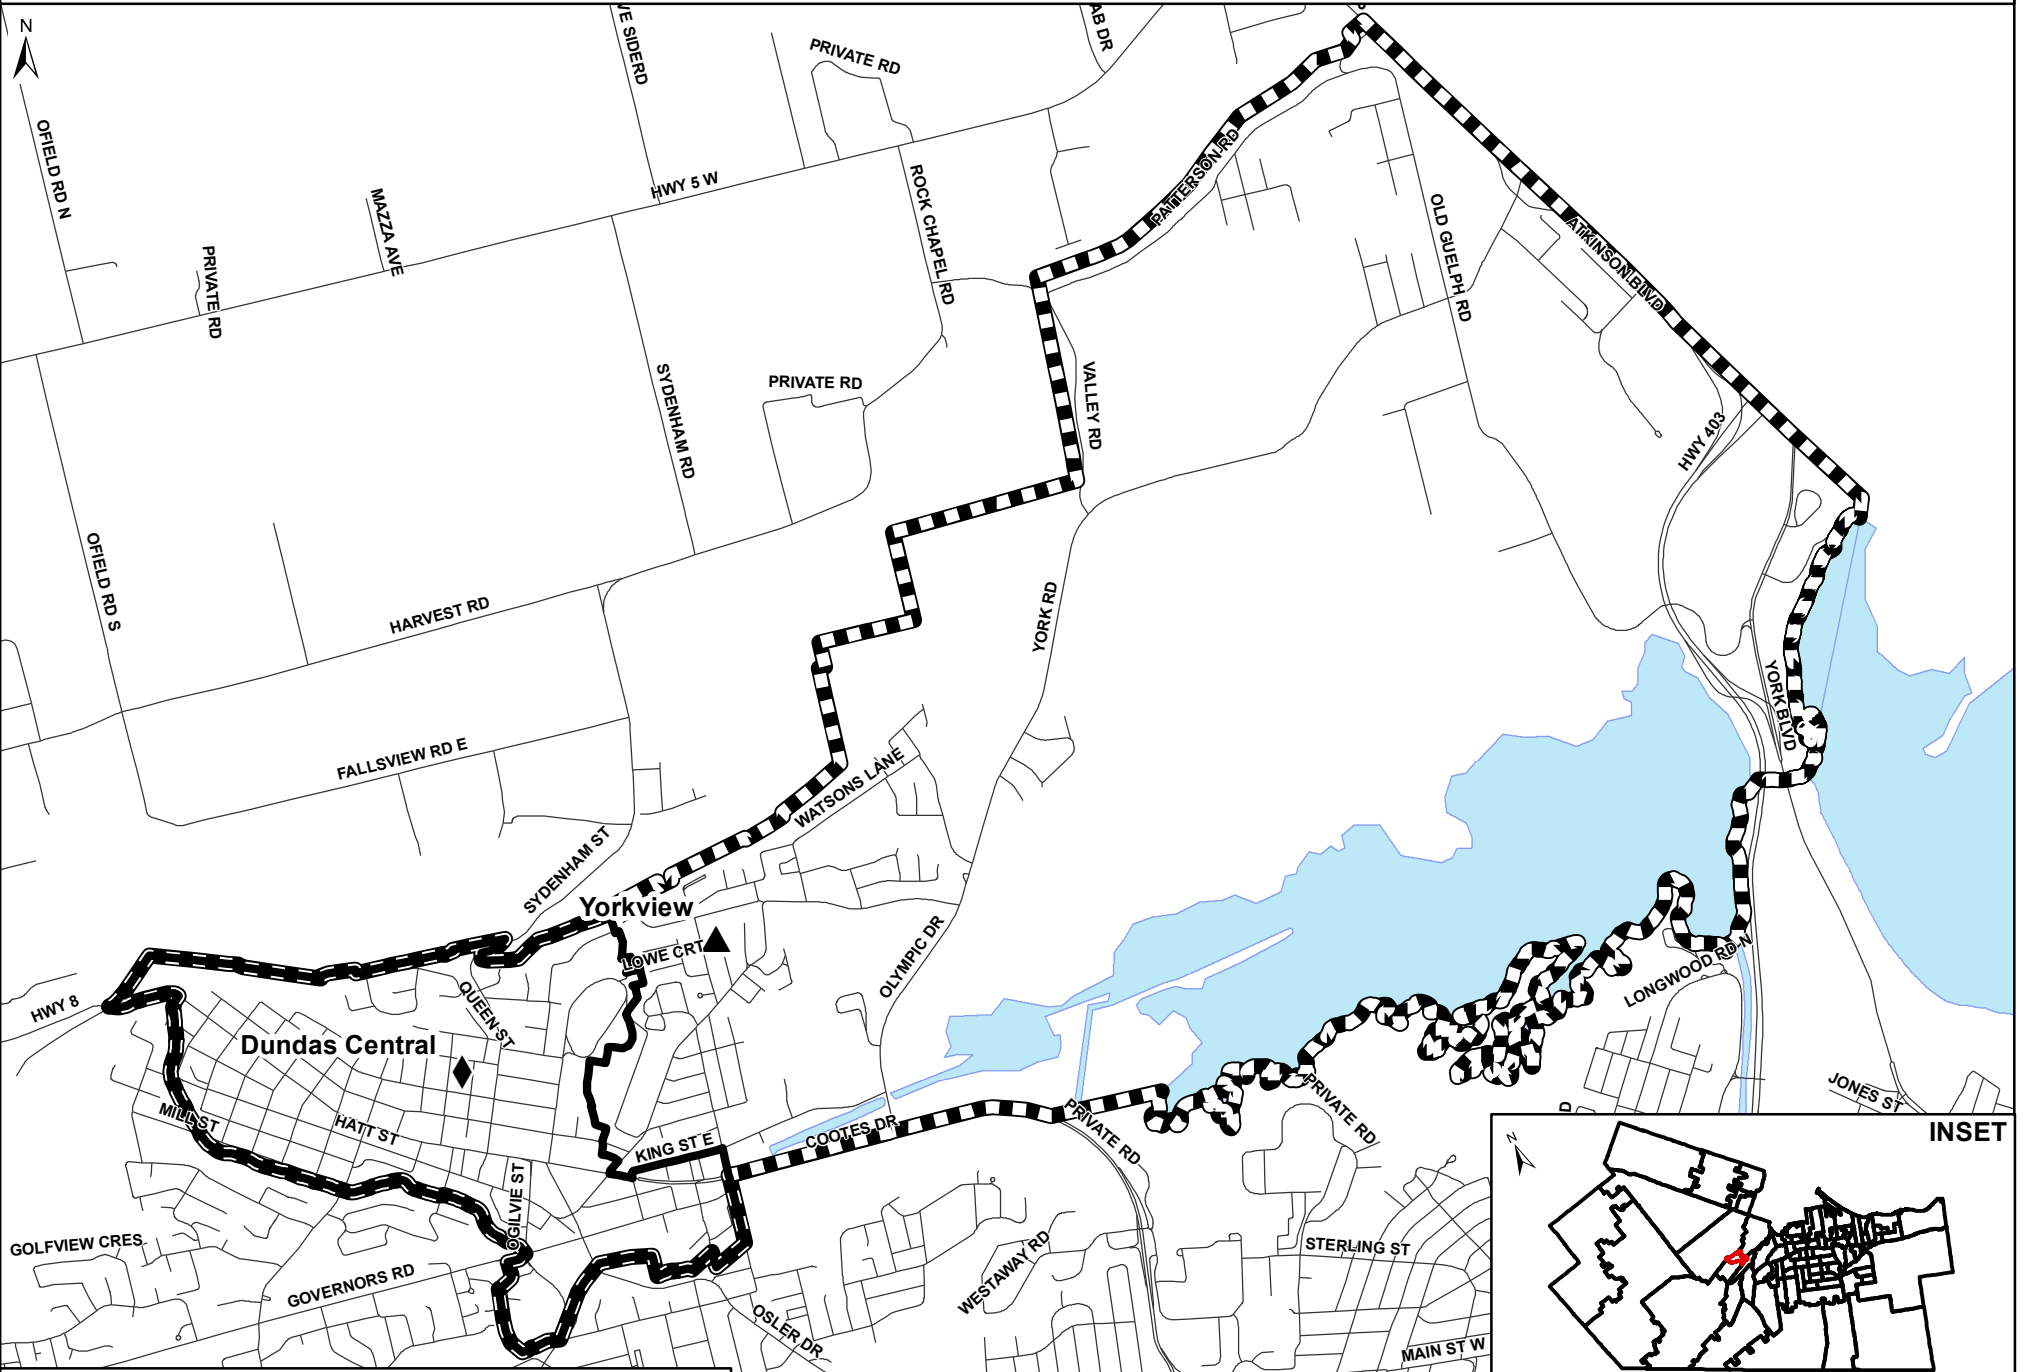 N
VE SIDERD
AB DR
PRIVATE RD
OFIELD RD N
PATTERSON RD
HWY 5 W
ROCK CHAPEL RD
MAZZA AVE
OLD GUELPH RD
ATKINSON BLVD
PRIVATE RD
SYDENHAM RD
PRIVATE RD
VALLEY RD
HWY 403
OFIELD RD S
HARVEST RD
YORK RD
YORK BLVD
FALLSVIEW RD E
WATSONS LANE
SYDENHAM ST
Yorkview
LOWE CRT
OLYMPIC DR
LONGWOOD RD N
HWY 8
QUEEN ST
Dundas Central
MILL ST
HATT ST
KING ST E
COOTES DR
PRIVATE RD
PRIVATE RD
JONES ST
D
INSET
N
OGILVIE ST
GOLFVIEW CRES
GOVERNORS RD
WESTAWAY RD
STERLING ST
OSLER DR
MAIN ST W